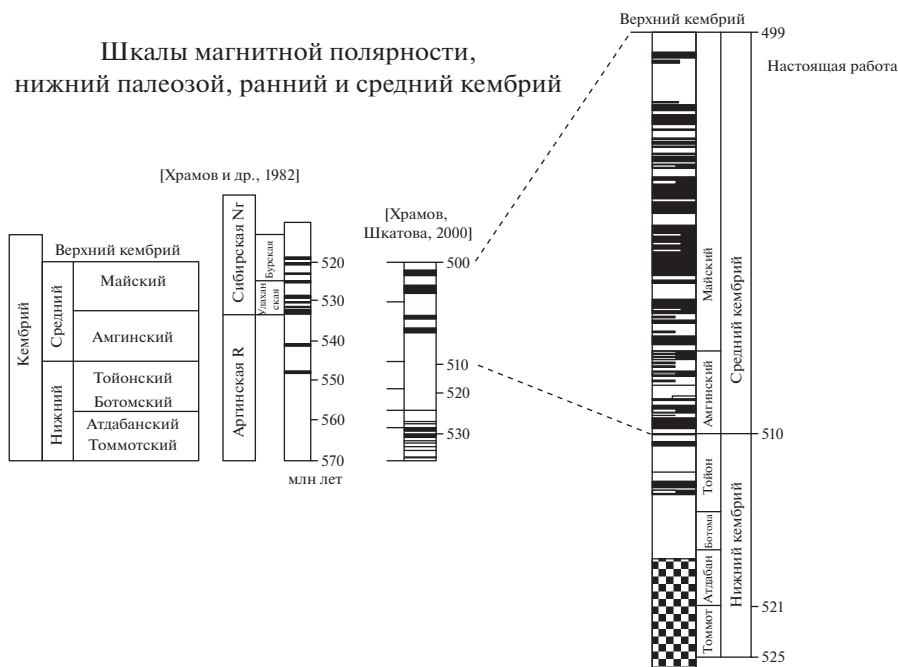 Шкалы магнитной полярности,
нижний палеозой, ранний и средний кембрий
Верхний кембрий
499
Настоящая работа
[Храмов и др., 1982]
[Храмов,
Шкатова, 2000]
Верхний кембрий
Кембрий
Средний
Нижний
Майский
Амгинский
Тойонский
Ботомский
Атдабанский
Томмотский
Сибирская Nr
Аргинская R
Бурская
Улахан
ская
520
530
540
550
560
570
млн лет
500
510
520
530
Майский
Амгинский
Средний кембрий
510
Тойон
Ботома
Атдабан
Томмот
Нижний кембрий
521
525